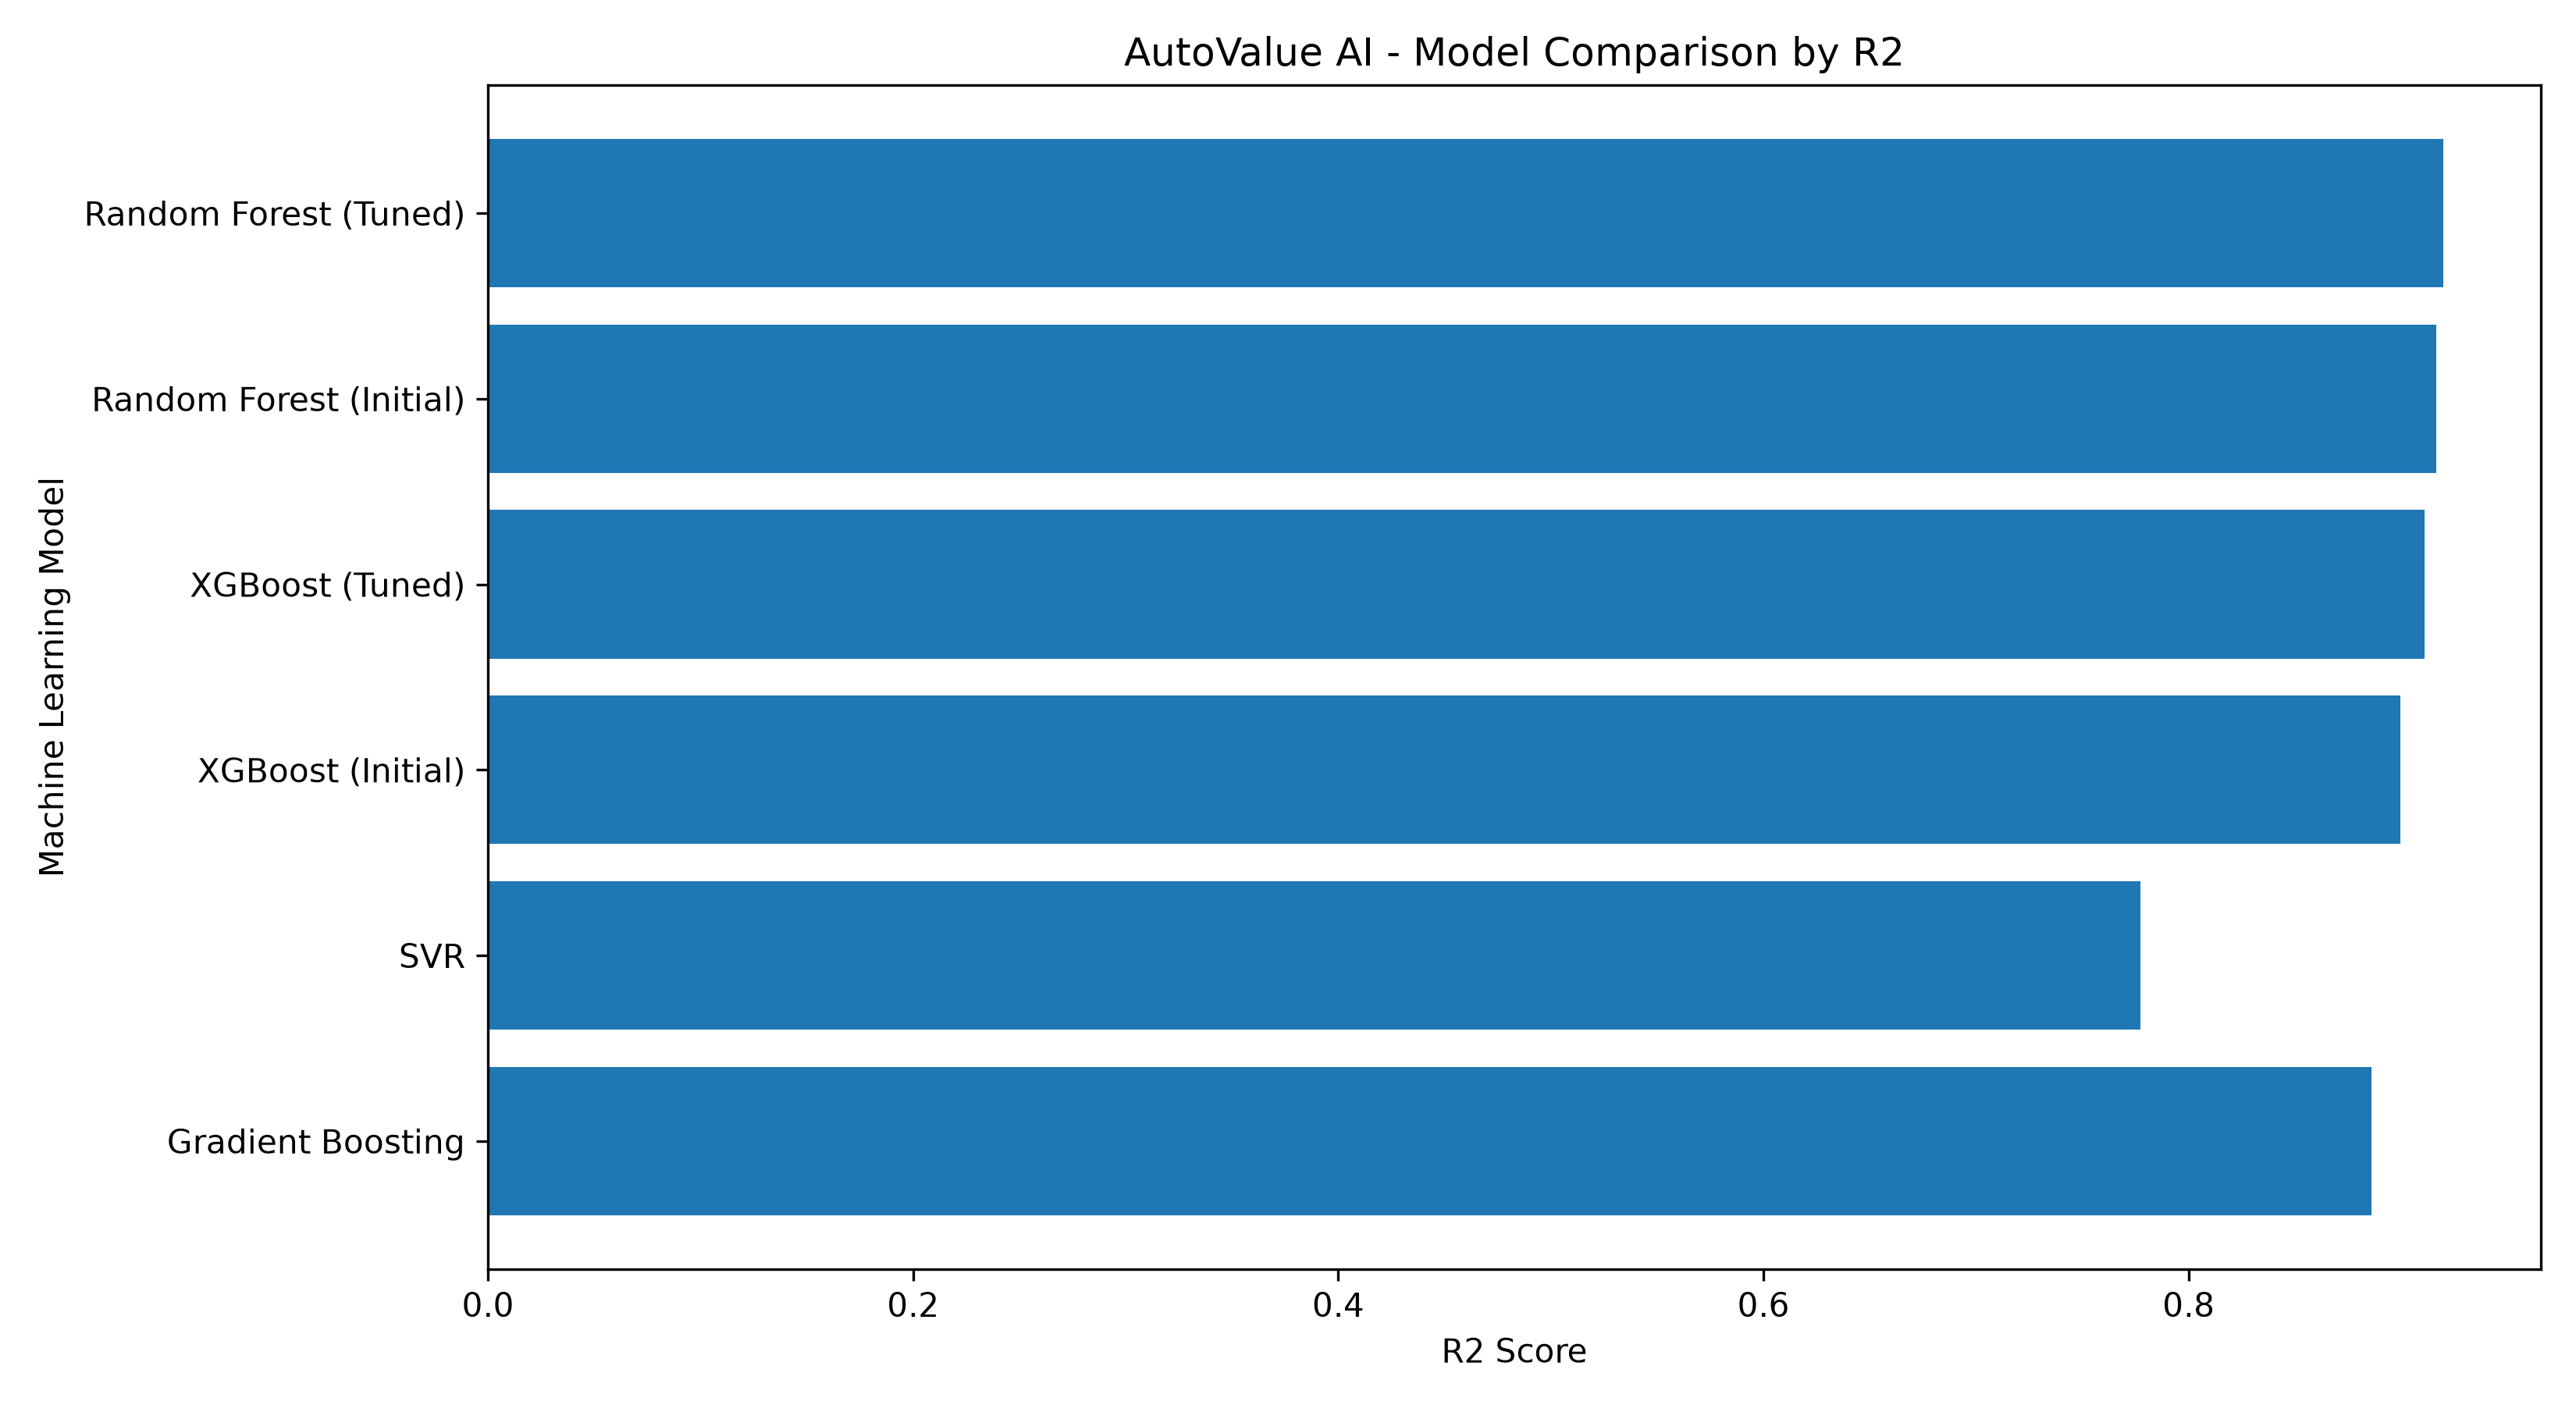 AutoValue AI - Model Comparison by R2
Machine Learning Model
Random Forest (Tuned)
Random Forest (Initial)
XGBoost (Tuned)
XGBoost (Initial)
SVR
Gradient Boosting
0.0 0.2 0.4 0.6 0.8
R2 Score